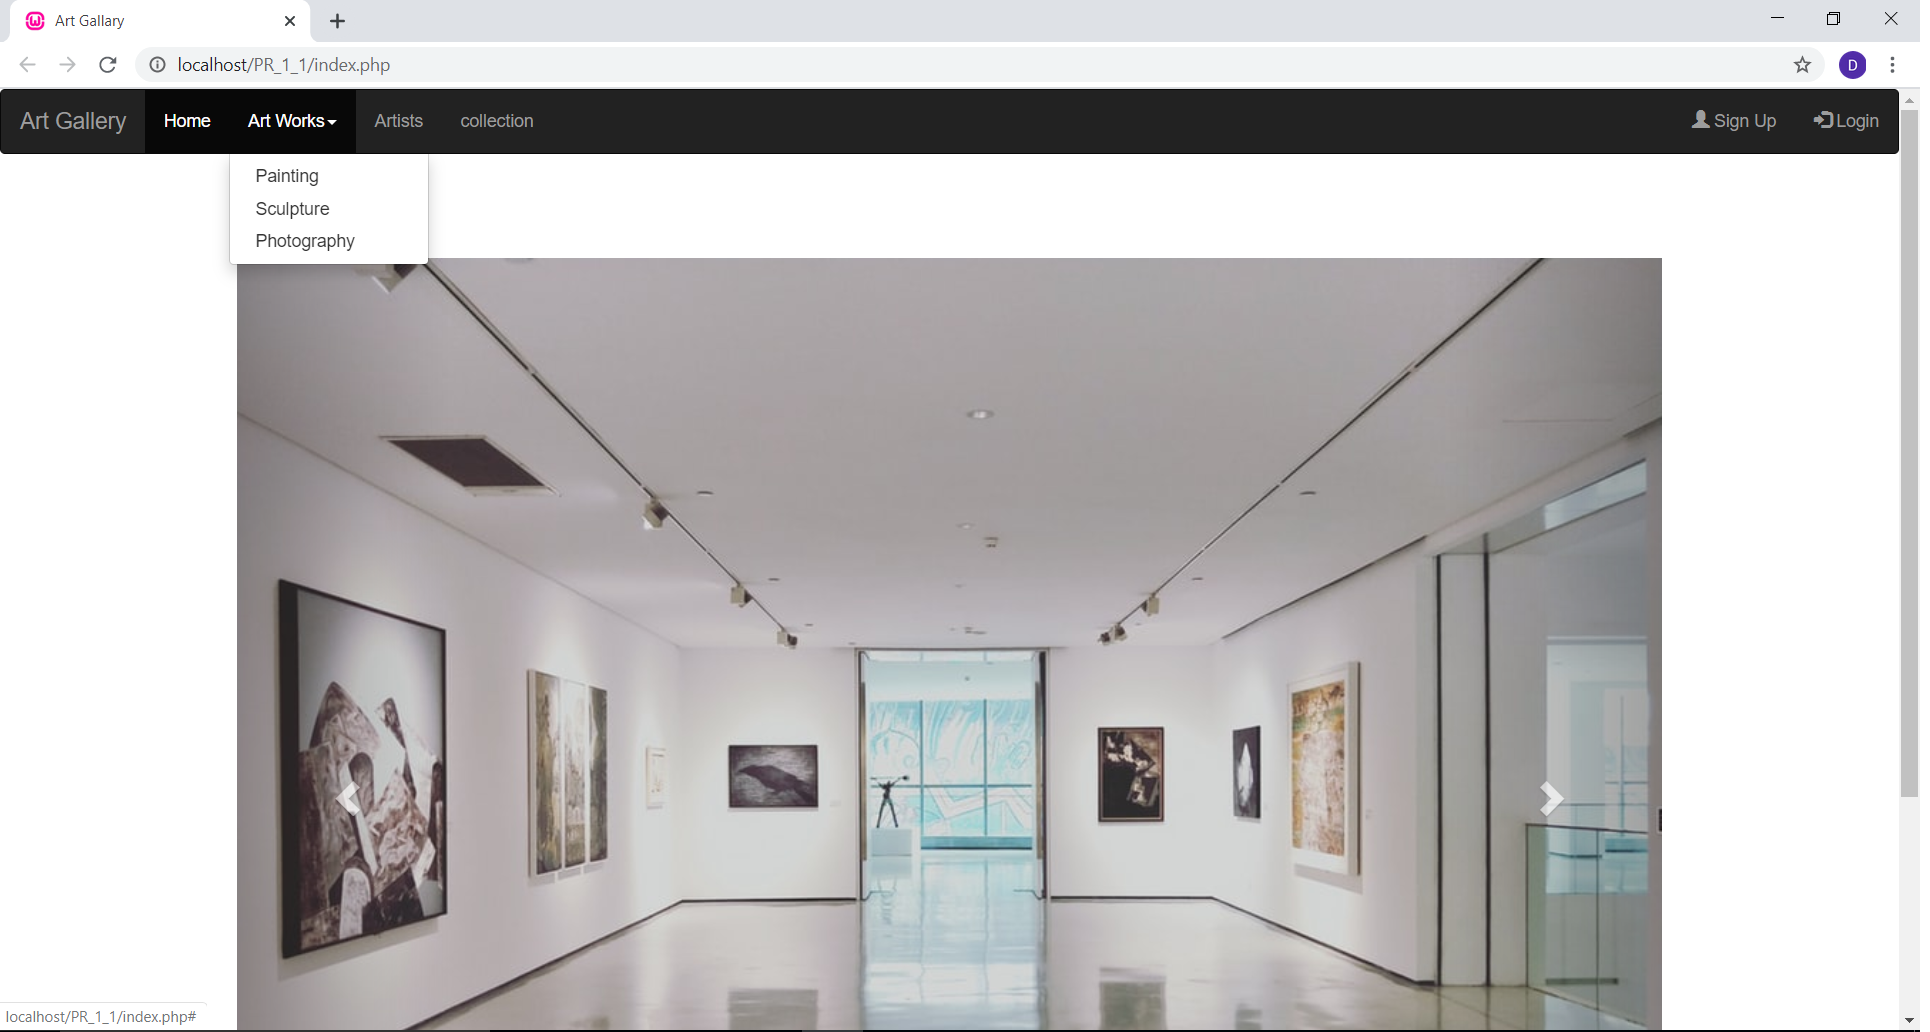 Art Gallary
localhost/PR_1_1/index.php
D
Art Gallery Home Art Works Artists collection Sign Up Login
Painting
Sculpture
Photography
localhost/PR_1_1/index.php#